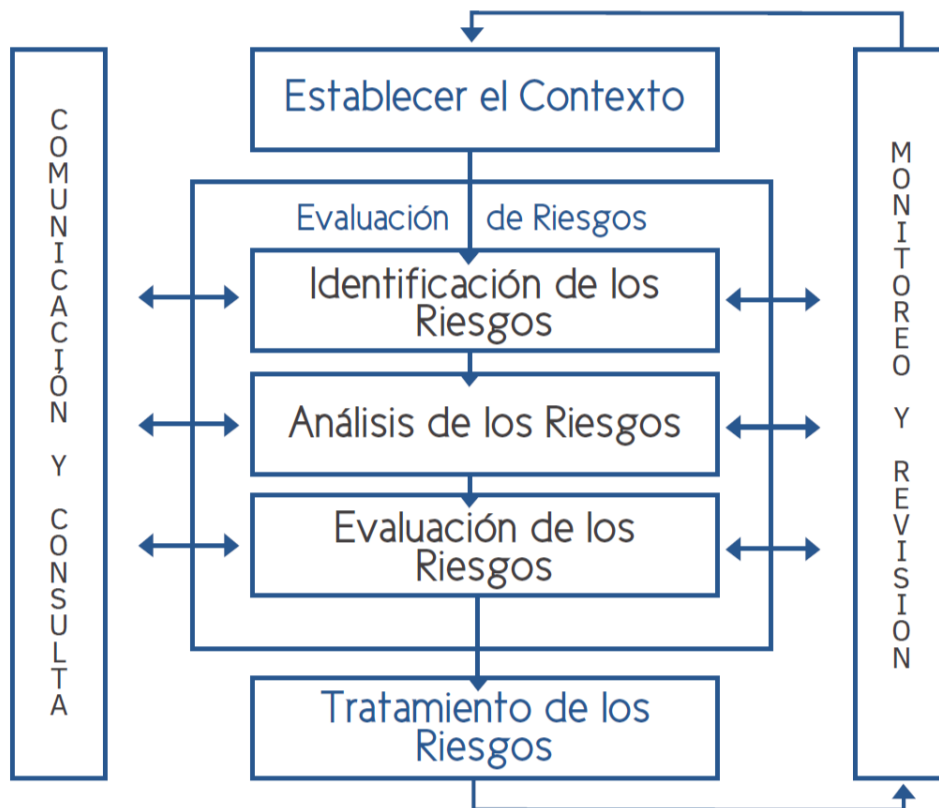 Establecer el Contexto
COMUNICACIÓN Y CONSULTA
Evaluación de Riesgos
Identificación de los
Riesgos
Análisis de los Riesgos
Evaluación de los
Riesgos
Tratamiento de los
Riesgos
MONITOREO Y REVISION